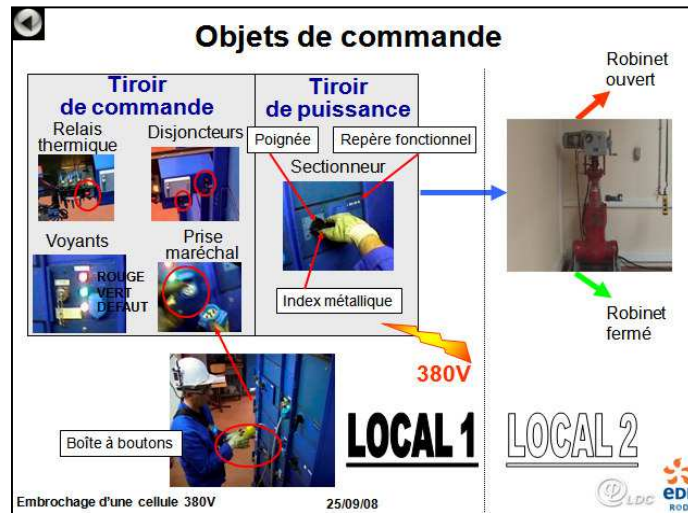 Objets de commande
Tiroir
de commande
Tiroir
de puissance
Relais
thermique
Disjoncteurs
Poignée
Repère fonctionnel
Sectionneur
Voyants
Prise
maréchal
ROUGE
VERT
DEFAUT
Index métallique
380V
Boîte à boutons
LOCAL 1
Robinet
ouvert
Robinet
fermé
LOCAL 2
Embrochage d'une cellule 380V
25/09/08
LDC